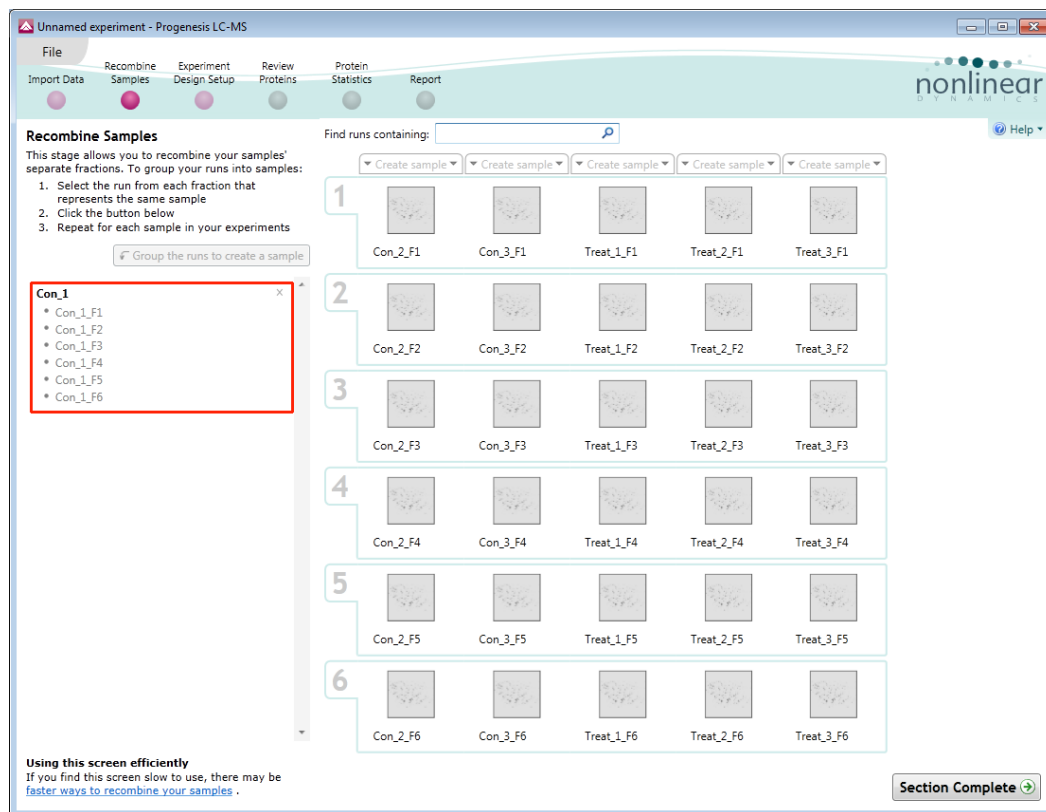 Unnamed experiment - Progenesis LC-MS
File
Import Data
Recombine Samples
Experiment Design Setup
Review Proteins
Protein Statistics
Report
nonlinear
DYNAMICS
Help
Recombine Samples
This stage allows you to recombine your samples'
separate fractions. To group your runs into samples:
1. Select the run from each fraction that
represents the same sample
2. Click the button below
3. Repeat for each sample in your experiments
Group the runs to create a sample
Con_1
• Con_1_F1
• Con_1_F2
• Con_1_F3
• Con_1_F4
• Con_1_F5
• Con_1_F6
Using this screen efficiently
If you find this screen slow to use, there may be
faster ways to recombine your samples .
Find runs containing:
Create sample Create sample Create sample Create sample Create sample
1
Con_2_F1 Con_3_F1 Treat_1_F1 Treat_2_F1 Treat_3_F1
2
Con_2_F2 Con_3_F2 Treat_1_F2 Treat_2_F2 Treat_3_F2
3
Con_2_F3 Con_3_F3 Treat_1_F3 Treat_2_F3 Treat_3_F3
4
Con_2_F4 Con_3_F4 Treat_1_F4 Treat_2_F4 Treat_3_F4
5
Con_2_F5 Con_3_F5 Treat_1_F5 Treat_2_F5 Treat_3_F5
6
Con_2_F6 Con_3_F6 Treat_1_F6 Treat_2_F6 Treat_3_F6
Section Complete